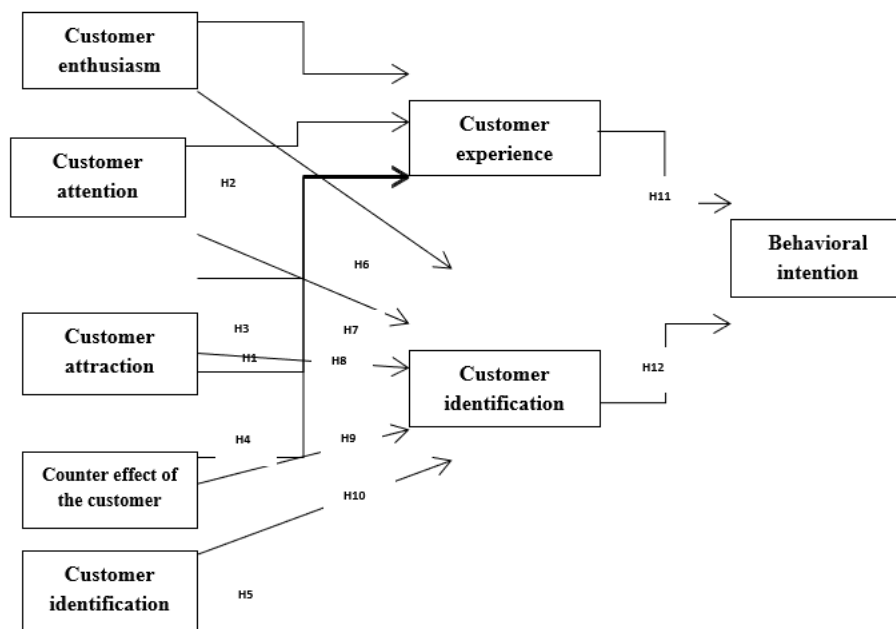 Customer
enthusiasm
Customer
experience
Customer
attention
H2
H11
Behavioral
intention
H6
H3
H7
Customer
attraction
H1
H8
H12
Customer
identification
H4
H9
Counter effect of
the customer
H10
Customer
identification
H5